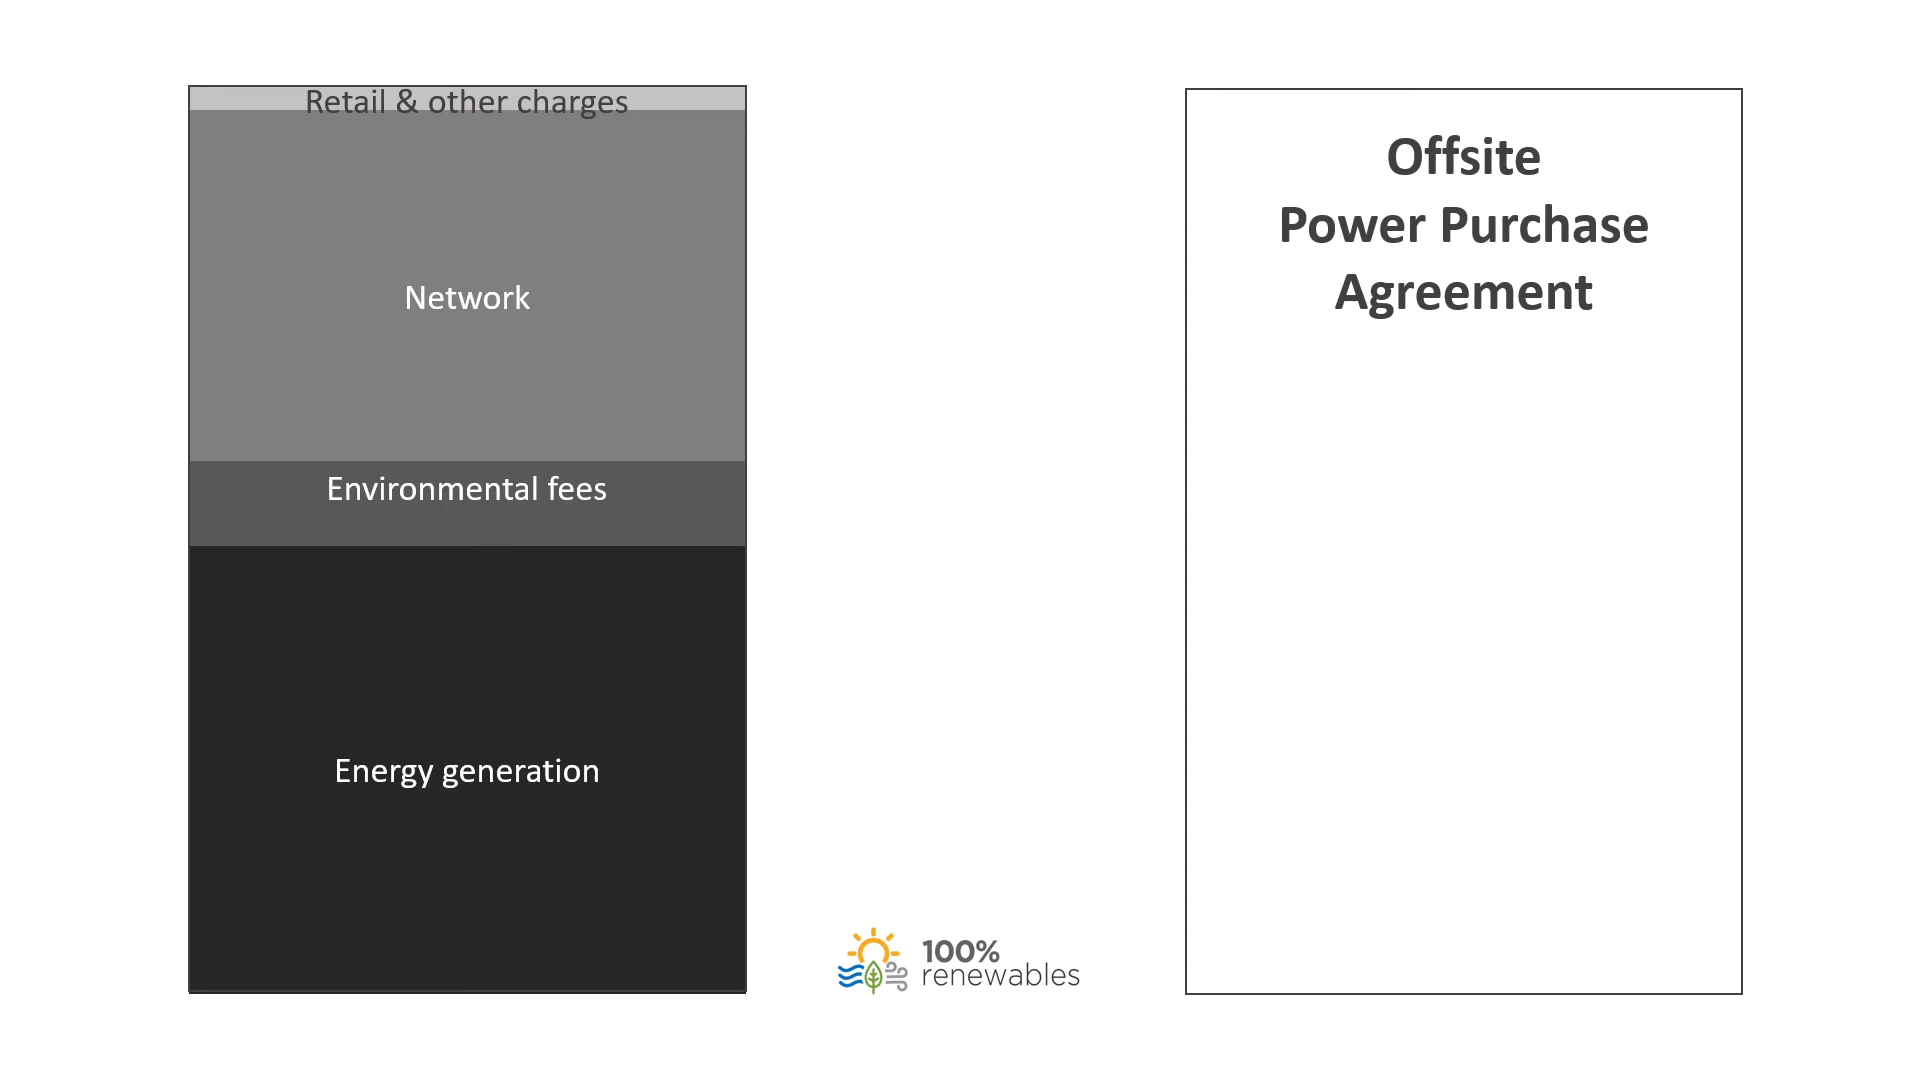 Retail & other charges
Network
Environmental fees
Energy generation
Offsite
Power Purchase
Agreement
100%
renewables